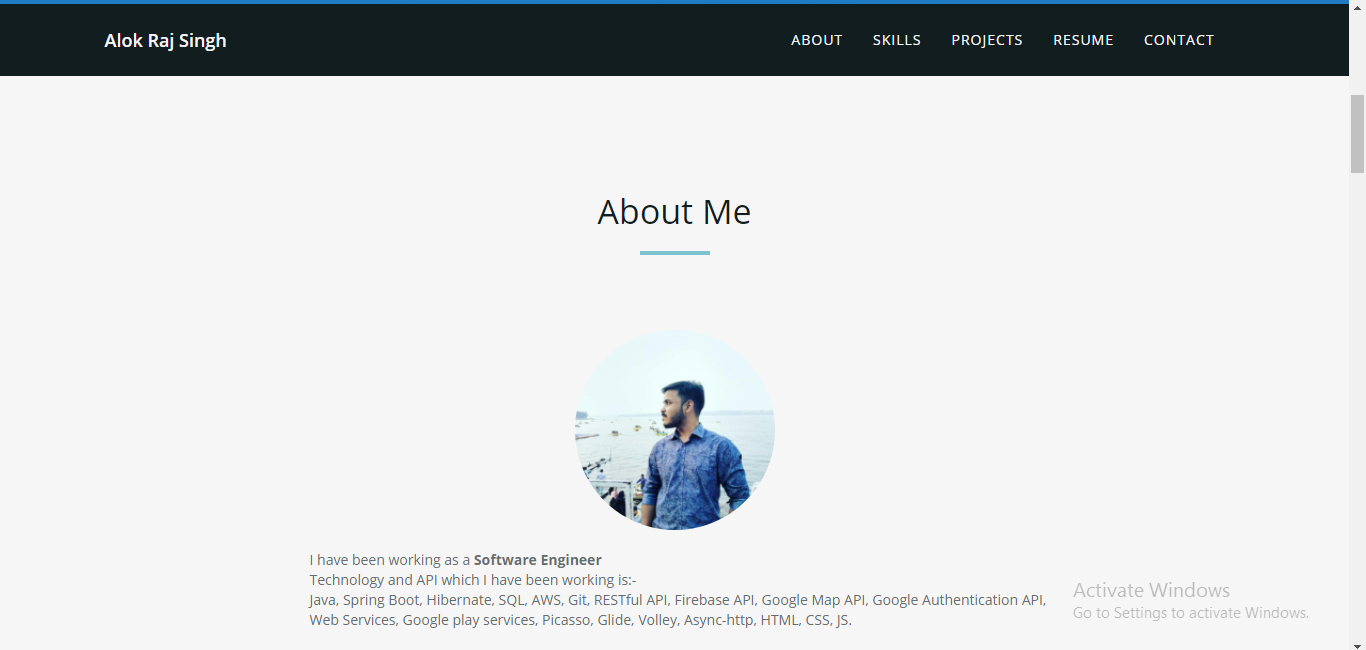 Alok Raj Singh
ABOUT SKILLS PROJECTS RESUME CONTACT
About Me
I have been working as a Software Engineer
Technology and API which I have been working is:-
Java, Spring Boot, Hibernate, SQL, AWS, Git, RESTful API, Firebase API, Google Map API, Google Authentication API,
Web Services, Google play services, Picasso, Glide, Volley, Async-http, HTML, CSS, JS.
Activate Windows
Go to Settings to activate Windows.